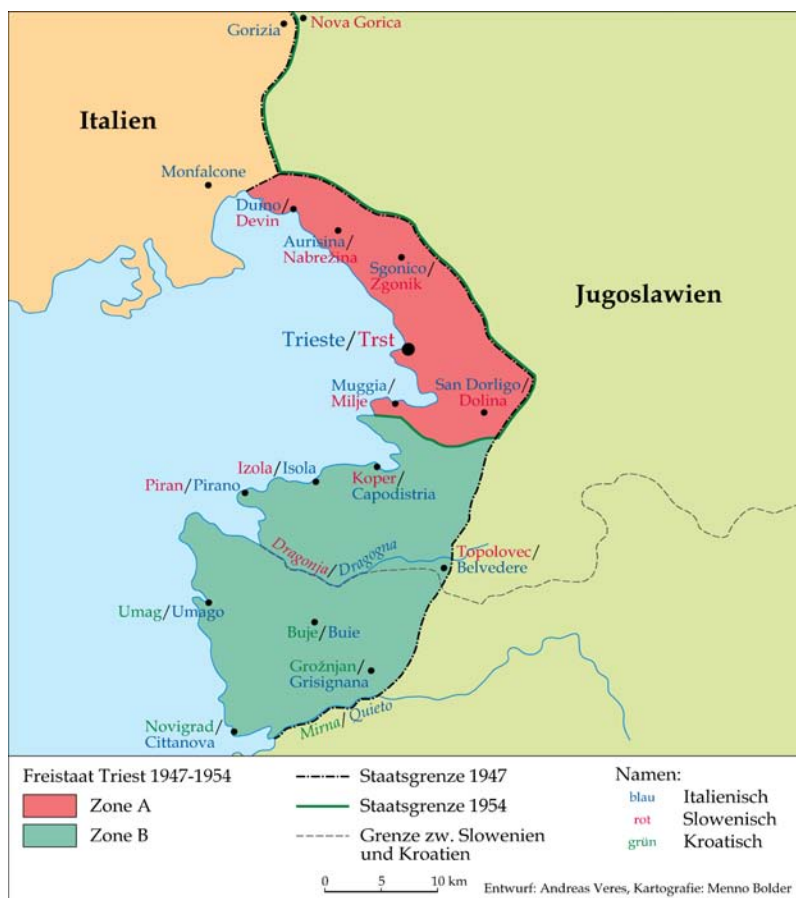 Gorizia
Nova Gorica
Italien
Monfalcone
Duino/
Devin
Aurisina/
Nabrežina
Sgonico/
Zgonik
Jugoslawien
Trieste/Trst
Muggia/
Milje
San Dorligo/
Dolina
Izola/Isola
Koper/
Capodistria
Piran/Pirano
Dragonja/Dragogna
Topolovec/
Belvedere
Umag/Umago
Buje/Buie
Grožnjan/
Grisignana
Mirna/Quieto
Novigrad/
Cittanova
Freistaat Triest 1947-1954
Zone A
Zone B
Staatsgrenze 1947
Staatsgrenze 1954
Grenze zw. Slowenien
und Kroatien
Namen:
blau Italienisch
rot Slowenisch
grün Kroatisch
0 5 10 km
Entwurf: Andreas Veres, Kartografie: Menno Bolder